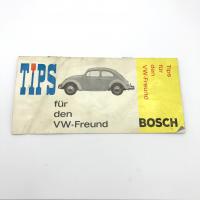 TiPS
für
den
VW-Freund
Tips
für
den
VW-Freund
BOSCH